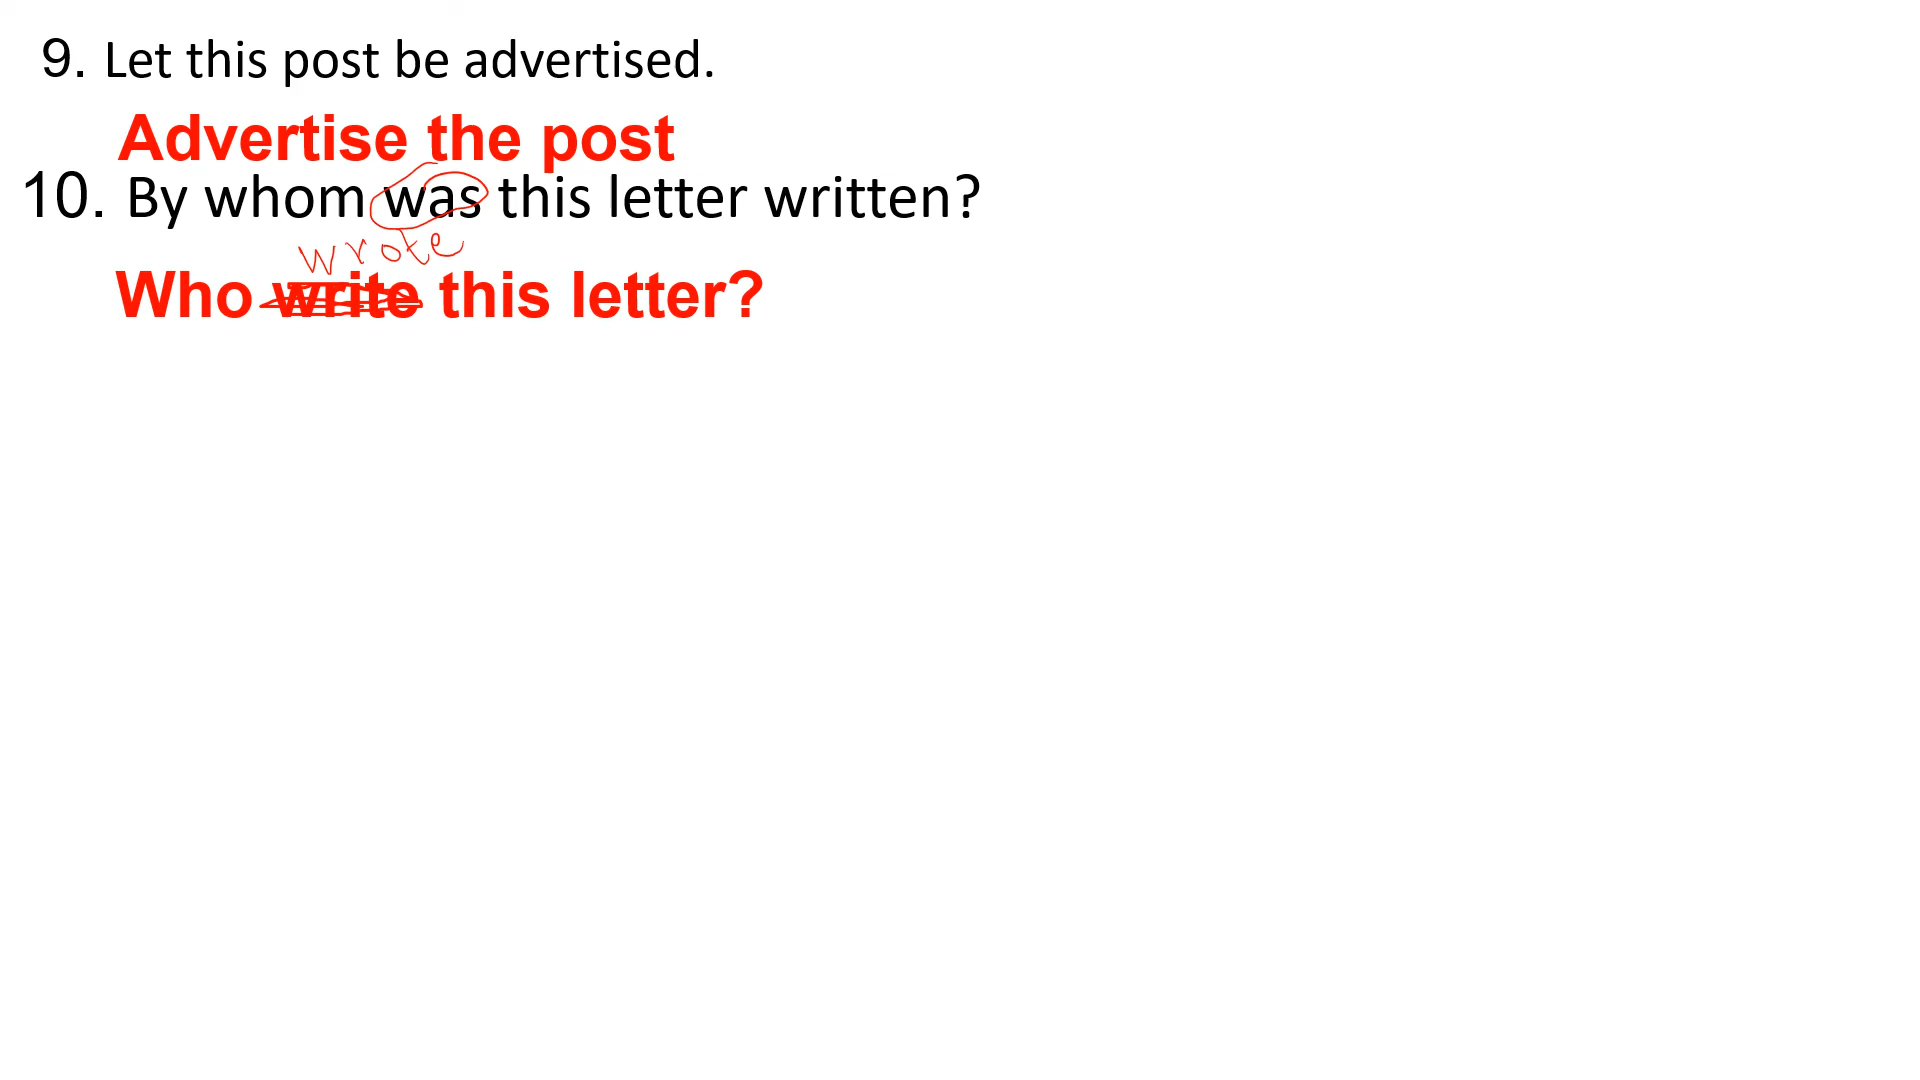 9. Let this post be advertised.
Advertise the post
10. By whom was this letter written?
wrote
Who write this letter?